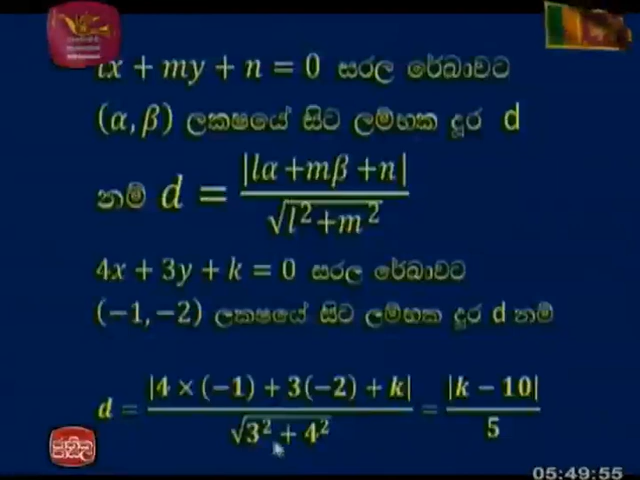 lx + my + n = 0 සරල රේඛාවට
(α, β) ලක්ෂයේ සිට ලම්භක දුර d
නම් d = |lα +mβ +n| / √l² +m²
4x + 3y + k = 0 සරල රේඛාවට
(−1, −2) ලක්ෂයේ සිට ලම්භක දුර d නම්
d = |4 × (−1) + 3(−2) + k| / √3² + 4² = |k − 10| / 5
ජාතික
පාසල
05:49:55